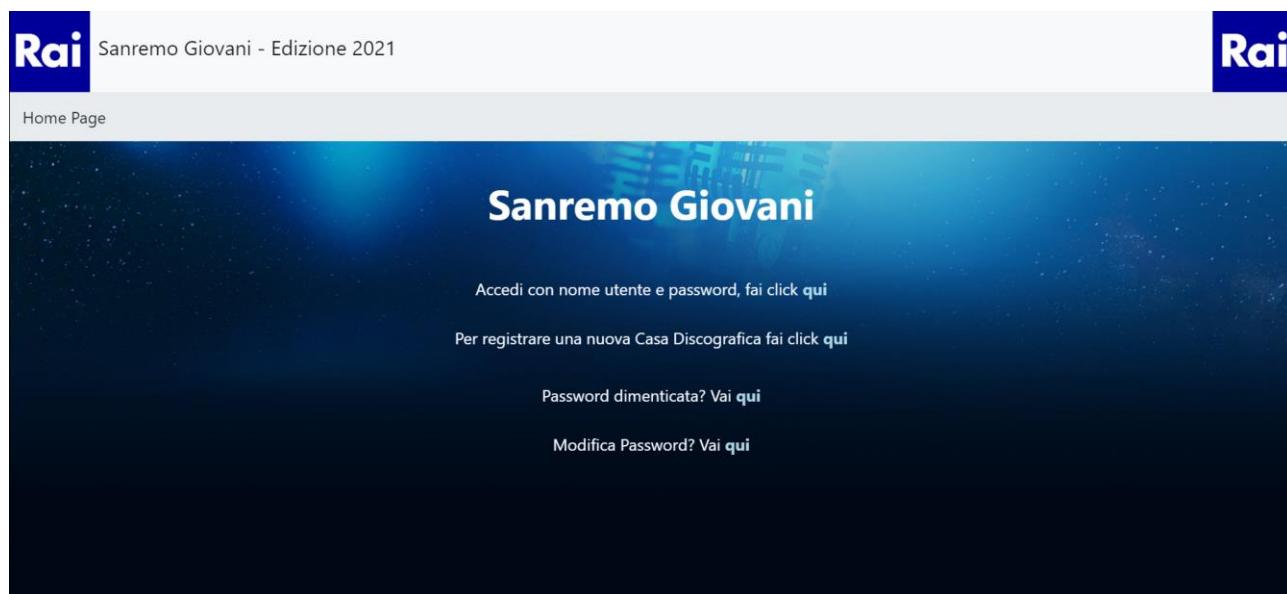 Rai Sanremo Giovani - Edizione 2021 Rai
Home Page
Sanremo Giovani
Accedi con nome utente e password, fai click qui
Per registrare una nuova Casa Discografica fai click qui
Password dimenticata? Vai qui
Modifica Password? Vai qui